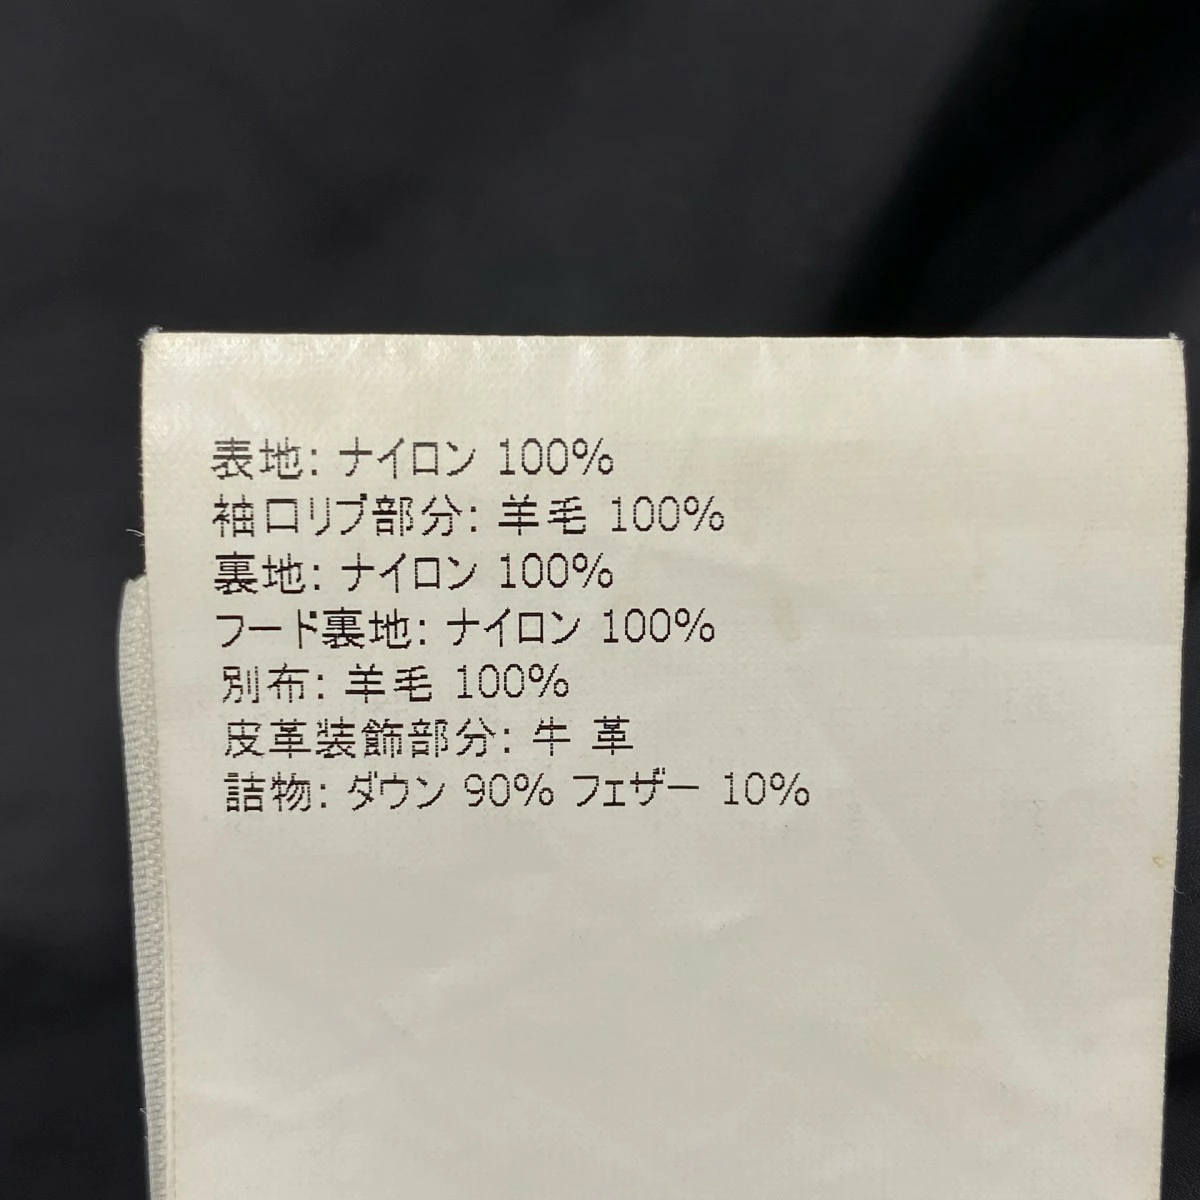 表地: ナイロン 100%
袖口リブ部分: 羊毛 100%
裏地: ナイロン 100%
フード裏地: ナイロン 100%
別布: 羊毛 100%
皮革装飾部分: 牛 革
詰物: ダウン 90% フェザー 10%